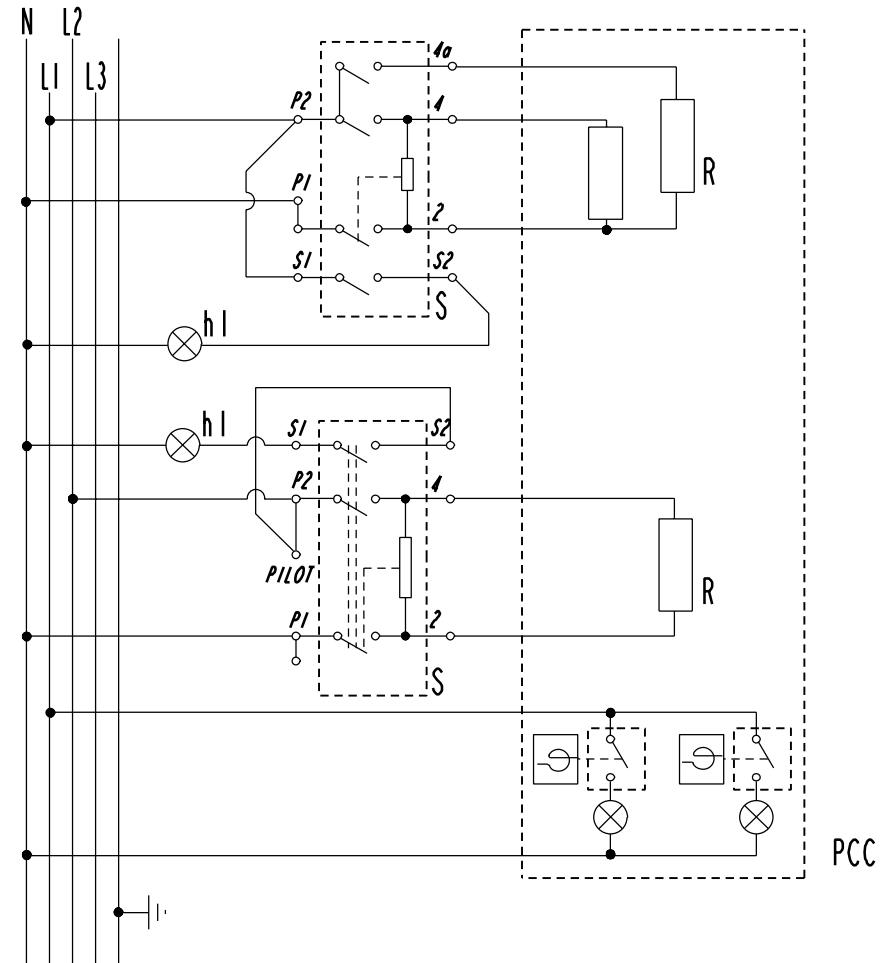 N L2
L1 L3
4a
P2 4
R
P1
2
S1 S2
S
h1
h1 S1 S2
P2 4
PILOT
R
P1 2
S
PCC